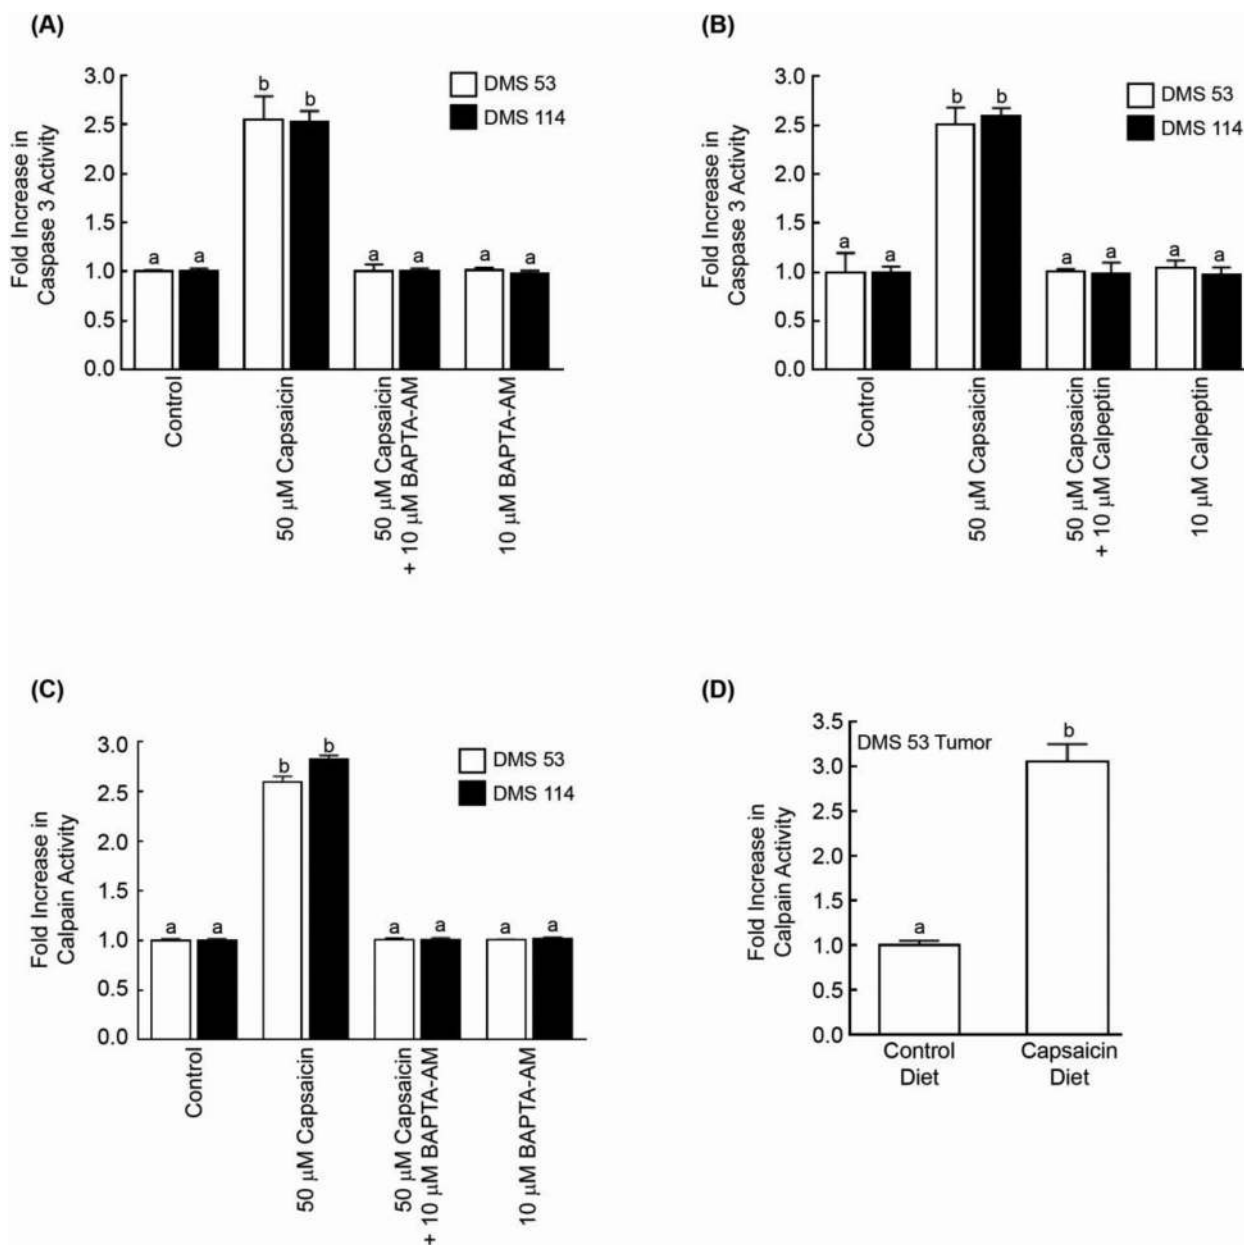 (A)
Fold Increase in
Caspase 3 Activity
3.0
2.5
2.0
1.5
1.0
0.5
0.0
a
a
b
b
a
a
a
a
DMS 53
DMS 114
Control
50 μM Capsaicin
50 μM Capsaicin
+ 10 μM BAPTA-AM
10 μM BAPTA-AM
(B)
Fold Increase in
Caspase 3 Activity
3.0
2.5
2.0
1.5
1.0
0.5
0.0
a
a
b
b
a
a
a
a
DMS 53
DMS 114
Control
50 μM Capsaicin
50 μM Capsaicin
+ 10 μM Calpeptin
10 μM Calpeptin
(C)
Fold Increase in
Calpain Activity
3.0
2.5
2.0
1.5
1.0
0.5
0.0
a
a
b
b
a
a
a
a
DMS 53
DMS 114
Control
50 μM Capsaicin
50 μM Capsaicin
+ 10 μM BAPTA-AM
10 μM BAPTA-AM
(D)
Fold Increase in
Calpain Activity
3.5
3.0
2.5
2.0
1.5
1.0
0.5
0.0
DMS 53 Tumor
a
b
Control
Diet
Capsaicin
Diet